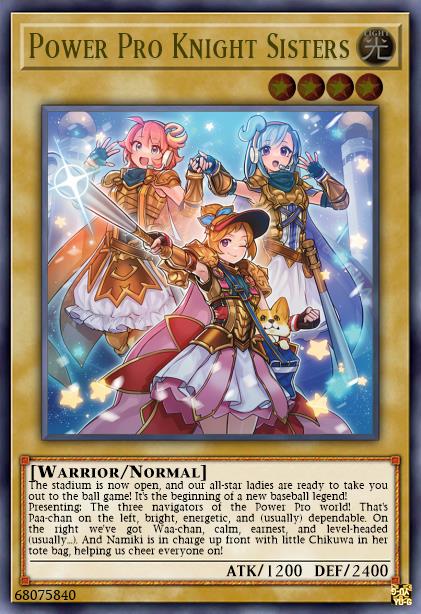 POWER PRO KNIGHT SISTERS
LIGHT
光
[WARRIOR/NORMAL]
The stadium is now open, and our all-star ladies are ready to take you
out to the ball game! It's the beginning of a new baseball legend!
Presenting: The three navigators of the Power Pro world! That's
Paa-chan on the left, bright, energetic, and (usually) dependable. On
the right we've got Waa-chan, calm, earnest, and level-headed
(usually...). And Namiki is in charge up front with little Chikuwa in her
tote bag, helping us cheer everyone on!
ATK/1200 DEF/2400
68075840